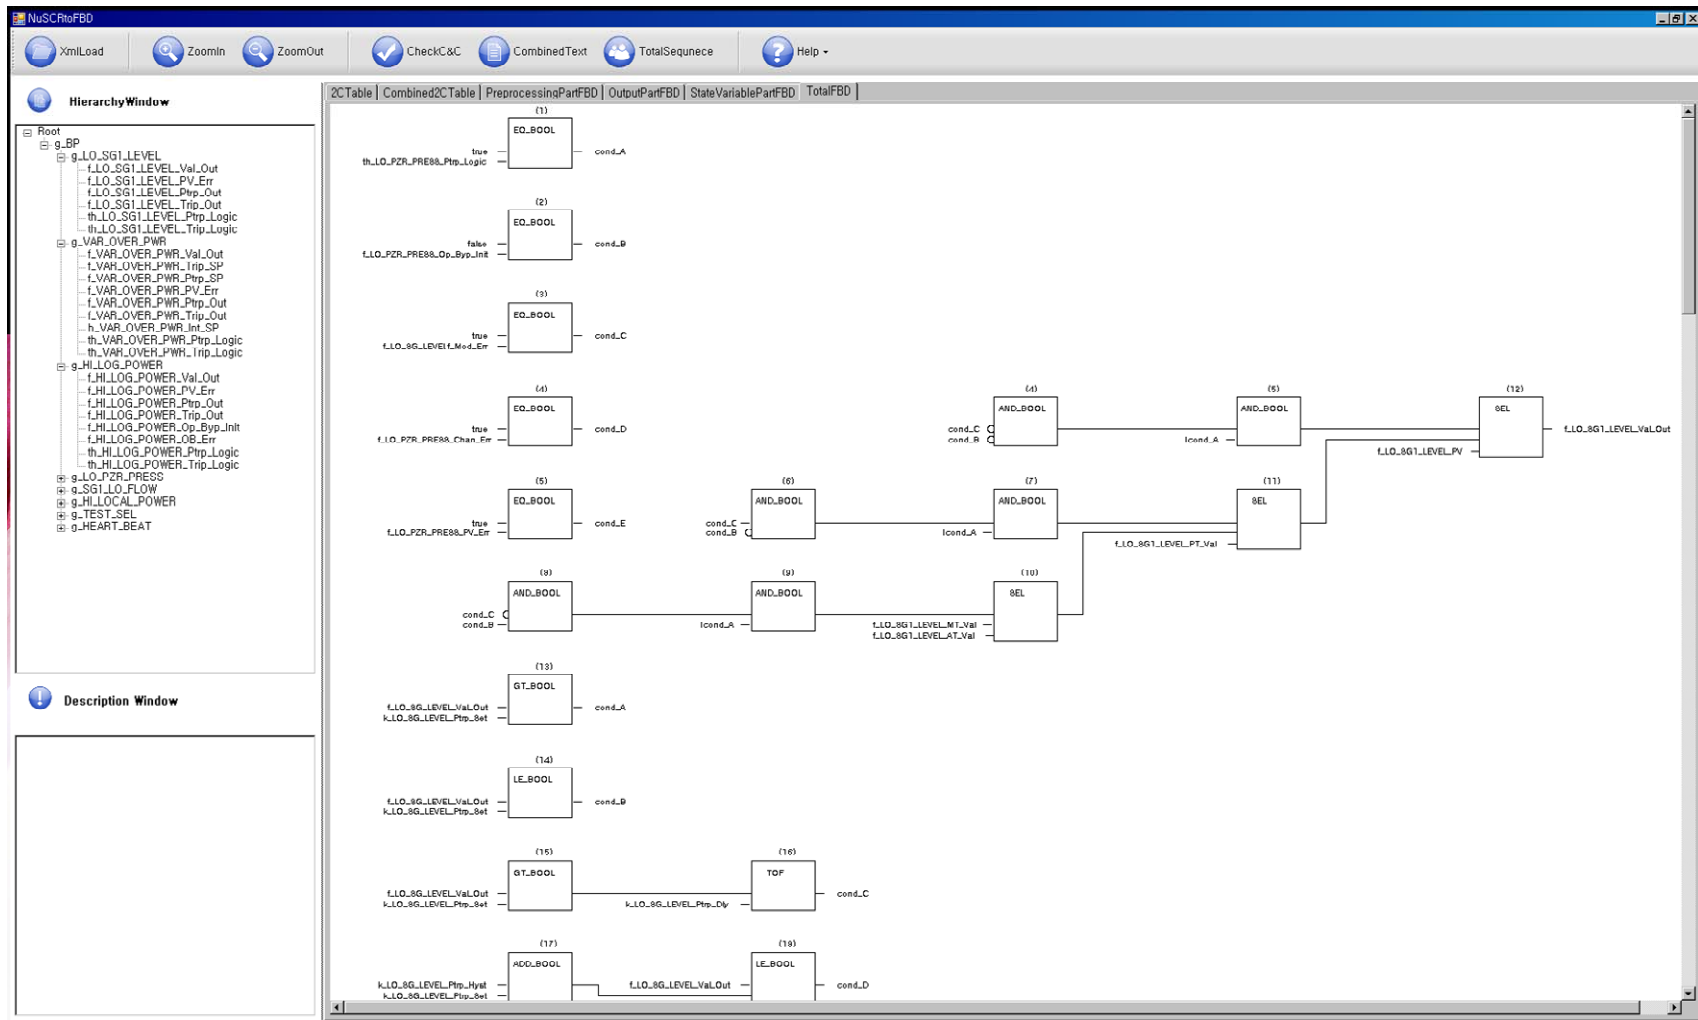 NuSCRtoFBD
XmlLoad ZoomIn ZoomOut CheckC&C CombinedText TotalSequnece Help
HierarchyWindow
Root
g_BP
g_LO_SG1_LEVEL
f_LO_SG1_LEVEL_Val_Out
f_LO_SG1_LEVEL_PV_Err
f_LO_SG1_LEVEL_Ptrp_Out
f_LO_SG1_LEVEL_Trip_Out
th_LO_SG1_LEVEL_Ptrp_Logic
th_LO_SG1_LEVEL_Trip_Logic
g_VAR_OVER_PWR
f_VAR_OVER_PWR_Val_Out
f_VAR_OVER_PWR_Trip_SP
f_VAR_OVER_PWR_Ptrp_SP
f_VAR_OVER_PWR_PV_Err
f_VAR_OVER_PWR_Ptrp_Out
f_VAR_OVER_PWR_Trip_Out
h_VAR_OVER_PWR_Int_SP
th_VAR_OVER_PWR_Ptrp_Logic
th_VAR_OVER_PWR_Trip_Logic
g_HI_LOG_POWER
f_HI_LOG_POWER_Val_Out
f_HI_LOG_POWER_PV_Err
f_HI_LOG_POWER_Ptrp_Out
f_HI_LOG_POWER_Trip_Out
f_HI_LOG_POWER_Op_Byp_Init
f_HI_LOG_POWER_OB_Err
th_HI_LOG_POWER_Ptrp_Logic
th_HI_LOG_POWER_Trip_Logic
g_LO_PZR_PRESS
g_SG1_LO_FLOW
g_HI_LOCAL_POWER
g_TEST_SEL
g_HEART_BEAT
Description Window
2CTable Combined2CTable PreprocessingPartFBD OutputPartFBD StateVariablePartFBD TotalFBD
(1)
EQ_BOOL
true cond_A
th_LO_PZR_PRESS_Ptrp_Logic
(2)
EQ_BOOL
false cond_B
f_LO_PZR_PRESS_Op_Byp_Init
(3)
EQ_BOOL
true cond_C
f_LO_SG_LEVELf_Mod_Err
(4) (4) (5) (12)
EQ_BOOL AND_BOOL AND_BOOL SEL
true cond_D cond_C f_LO_SG1_LEVEL_Val_Out
f_LO_PZR_PRESS_Chan_Err cond_B lcond_A
f_LO_SG1_LEVEL_PV
(5) (6) (7) (11)
EQ_BOOL AND_BOOL AND_BOOL SEL
true cond_E cond_C
f_LO_PZR_PRESS_PV_Err cond_B lcond_A
f_LO_SG1_LEVEL_PT_Val
(8) (9) (10)
AND_BOOL AND_BOOL SEL
cond_C
cond_B lcond_A f_LO_SG1_LEVEL_MT_Val
f_LO_SG1_LEVEL_AT_Val
(13)
GT_BOOL
f_LO_SG_LEVEL_Val_Out cond_A
k_LO_SG_LEVEL_Ptrp_Set
(14)
LE_BOOL
f_LO_SG_LEVEL_Val_Out cond_B
k_LO_SG_LEVEL_Ptrp_Set
(15) (16)
GT_BOOL TOF
f_LO_SG_LEVEL_Val_Out cond_C
k_LO_SG_LEVEL_Ptrp_Set k_LO_SG_LEVEL_Ptrp_Dly
(17) (18)
ADD_BOOL LE_BOOL
k_LO_SG_LEVEL_Ptrp_Hyst f_LO_SG_LEVEL_Val_Out cond_D
k_LO_SG_LEVEL_Ptrp_Set